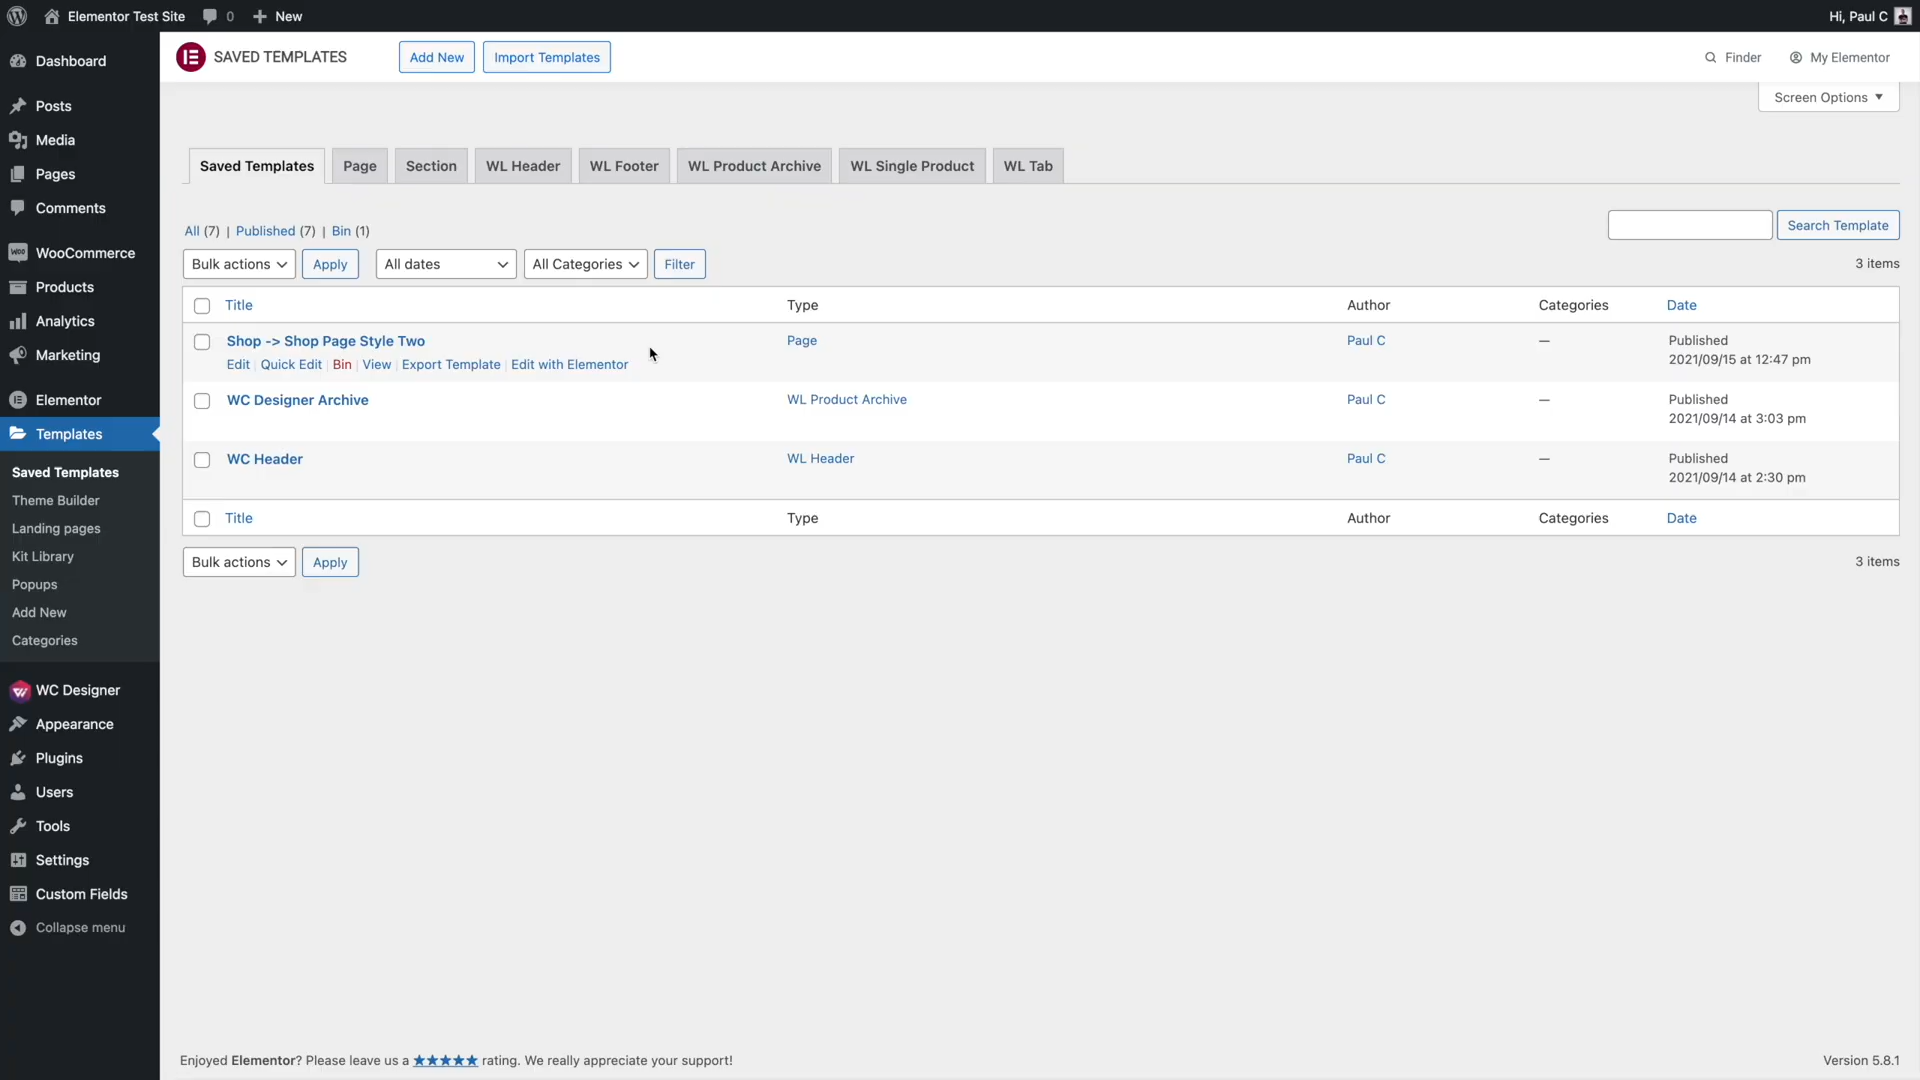 Elementor Test Site 0 New Hi, Paul C
Dashboard
Posts
Media
Pages
Comments
WooCommerce
Products
Analytics
Marketing
Elementor
Templates
Saved Templates
Theme Builder
Landing pages
Kit Library
Popups
Add New
Categories
WC Designer
Appearance
Plugins
Users
Tools
Settings
Custom Fields
Collapse menu
SAVED TEMPLATES Add New Import Templates Finder My Elementor
Screen Options
Saved Templates Page Section WL Header WL Footer WL Product Archive WL Single Product WL Tab
All (7) | Published (7) | Bin (1) Search Template
Bulk actions Apply All dates All Categories Filter 3 items
Title Type Author Categories Date
Shop -> Shop Page Style Two Page Paul C — Published
Edit | Quick Edit | Bin | View | Export Template | Edit with Elementor 2021/09/15 at 12:47 pm
WC Designer Archive WL Product Archive Paul C — Published
2021/09/14 at 3:03 pm
WC Header WL Header Paul C — Published
2021/09/14 at 2:30 pm
Title Type Author Categories Date
Bulk actions Apply 3 items
Enjoyed Elementor? Please leave us a ★★★★★ rating. We really appreciate your support! Version 5.8.1